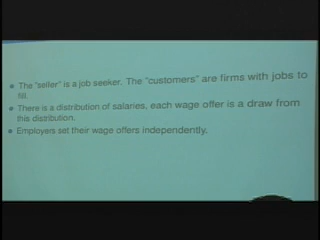 The "seller" is a job seeker. The "customers" are firms with jobs to
fill.
There is a distribution of salaries, each wage offer is a draw from
this distribution.
Employers set their wage offers independently.